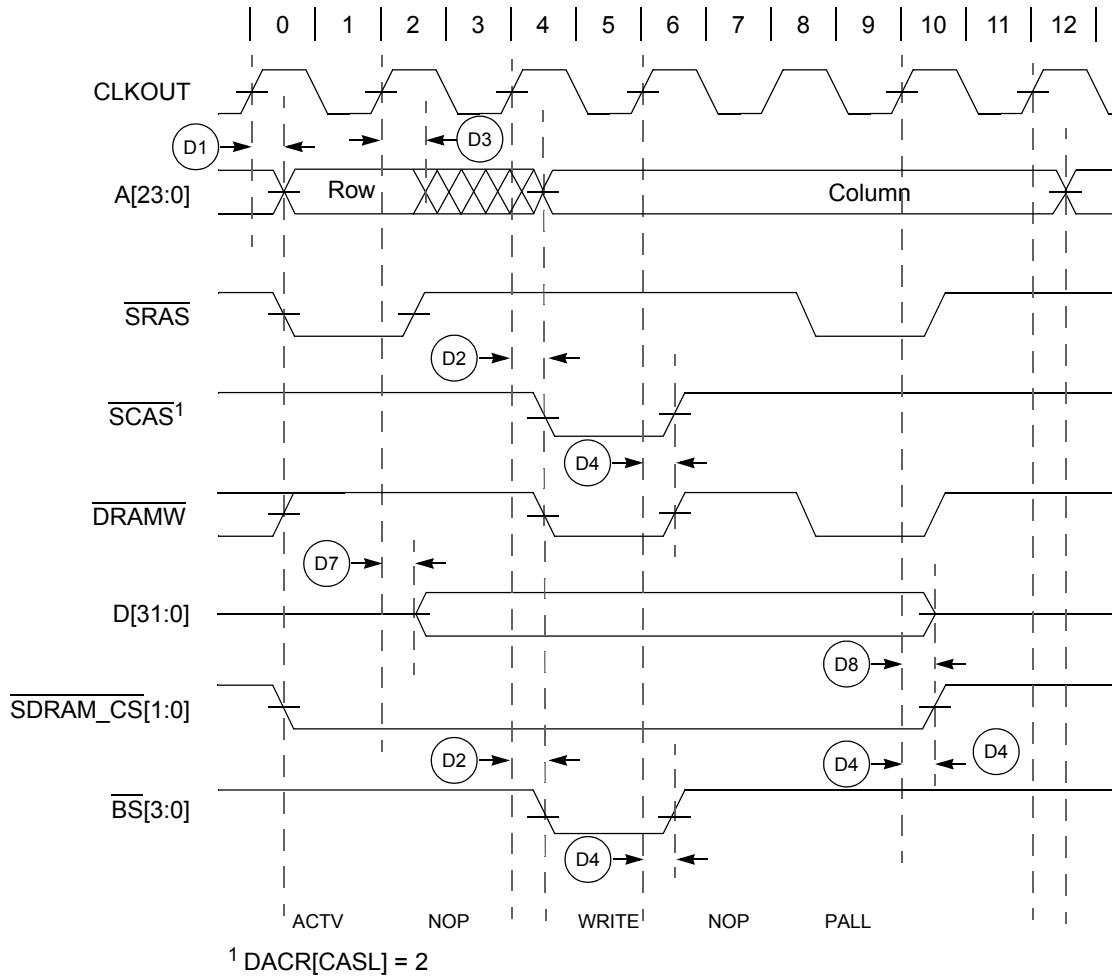 0 1 2 3 4 5 6 7 8 9 10 11 12
CLKOUT
D1
D3
A[23:0]
Row
Column
SRAS
D2
SCAS1
D4
DRAMW
D7
D[31:0]
D8
SDRAM_CS[1:0]
D2
D4
D4
BS[3:0]
D4
ACTV NOP WRITE NOP PALL
1 DACR[CASL] = 2